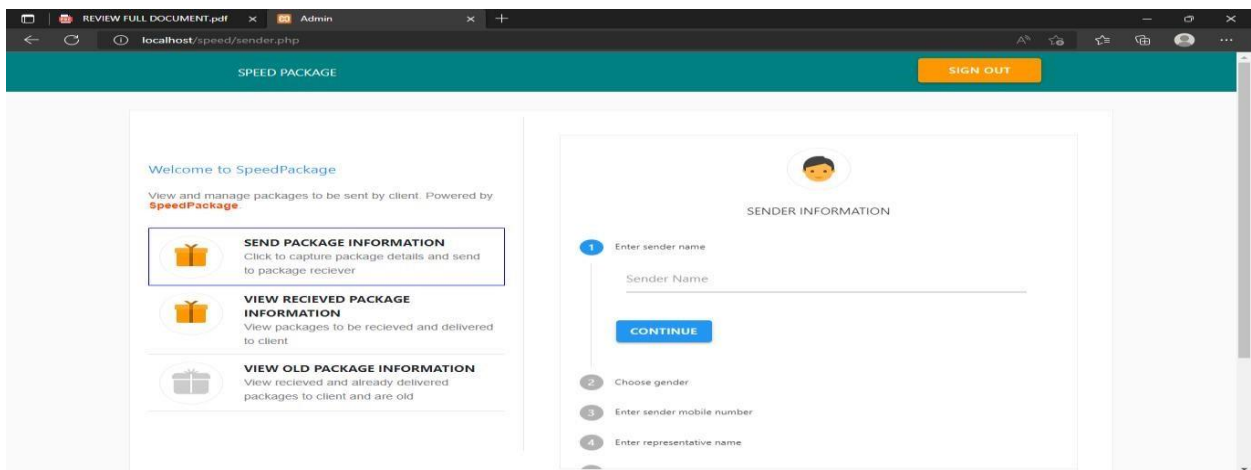 REVIEW FULL DOCUMENT.pdf
Admin
localhost/speed/sender.php
SPEED PACKAGE
SIGN OUT
Welcome to SpeedPackage
View and manage packages to be sent by client. Powered by
SpeedPackage.
SEND PACKAGE INFORMATION
Click to capture package details and send
to package reciever
VIEW RECIEVED PACKAGE
INFORMATION
View packages to be recieved and delivered
to client
VIEW OLD PACKAGE INFORMATION
View recieved and already delivered
packages to client and are old
SENDER INFORMATION
1 Enter sender name
Sender Name
CONTINUE
2 Choose gender
3 Enter sender mobile number
4 Enter representative name